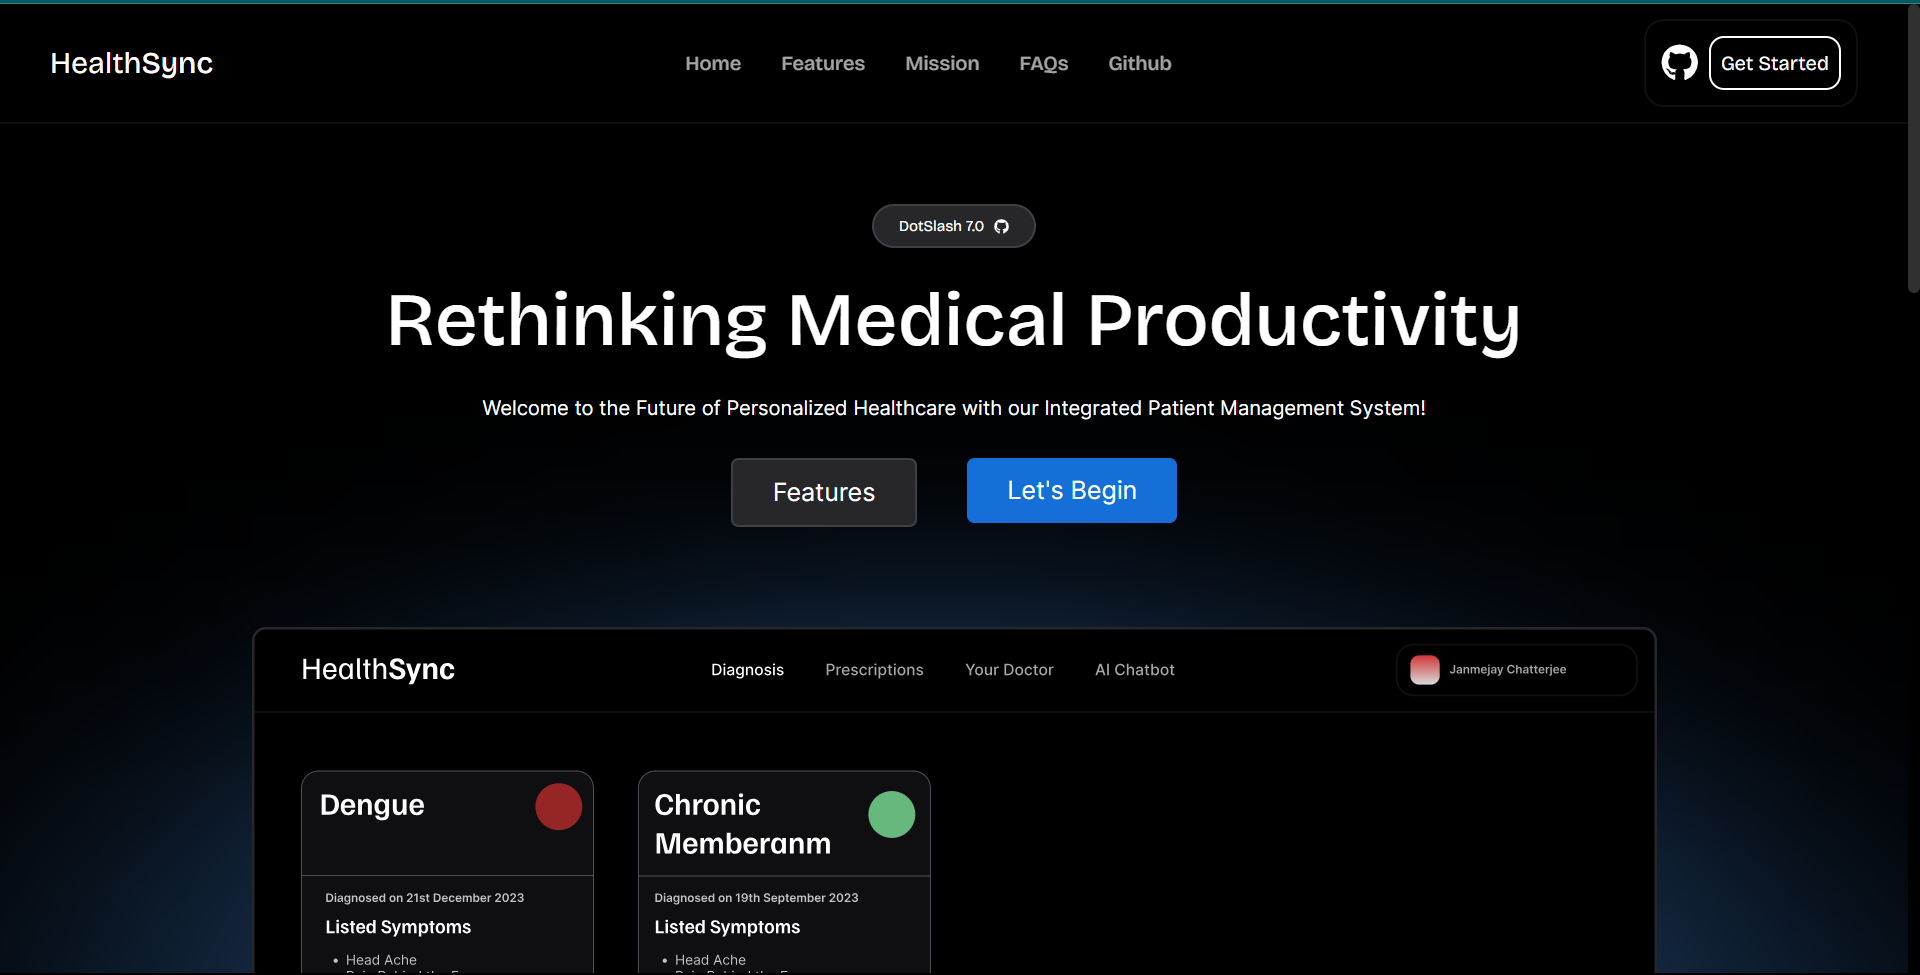 HealthSync
Home Features Mission FAQs Github
Get Started
DotSlash 7.0
Rethinking Medical Productivity
Welcome to the Future of Personalized Healthcare with our Integrated Patient Management System!
Features
Let's Begin
HealthSync
Diagnosis Prescriptions Your Doctor AI Chatbot
Janmejay Chatterjee
Dengue
Diagnosed on 21st December 2023
Listed Symptoms
• Head Ache
Chronic
Memberanm
Diagnosed on 19th September 2023
Listed Symptoms
• Head Ache